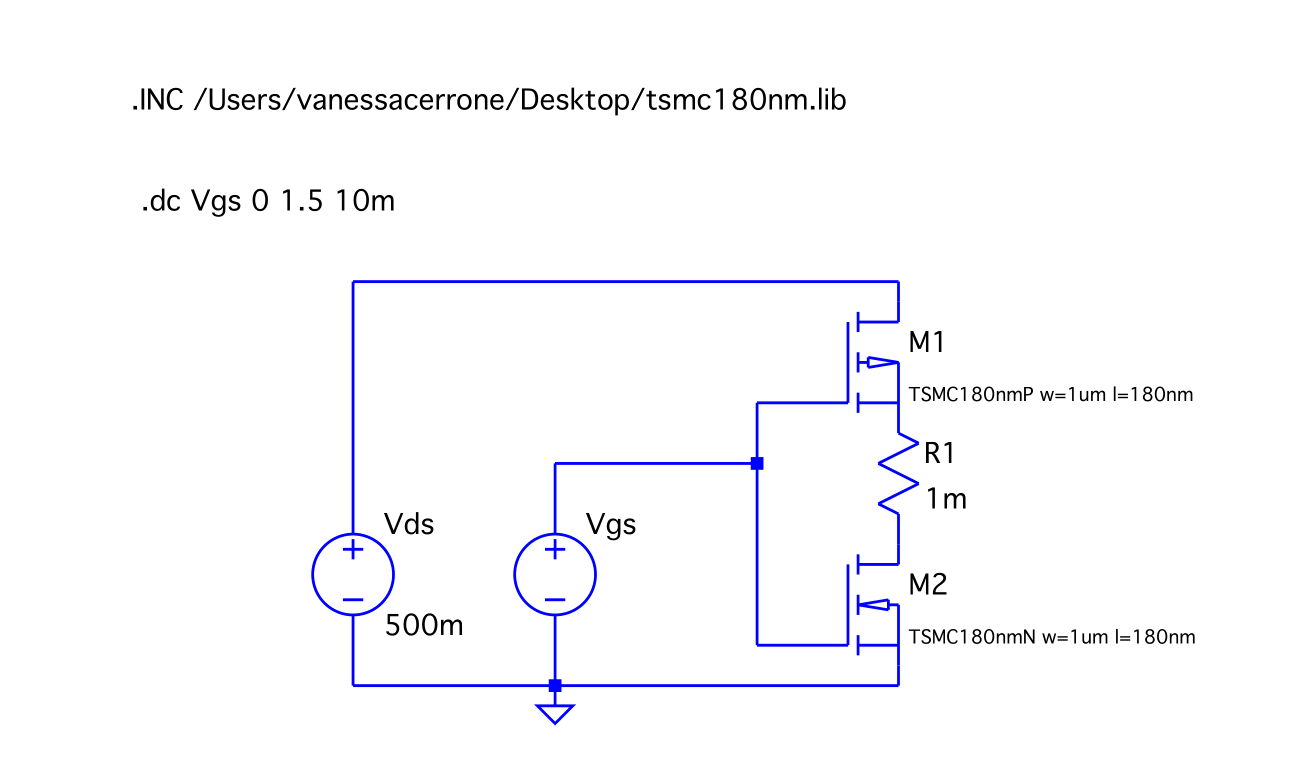 .INC /Users/vanessacerrone/Desktop/tsmc180nm.lib
.dc Vgs 0 1.5 10m
M1
TSMC180nmP w=1um l=180nm
R1
1m
Vds
500m
Vgs
M2
TSMC180nmN w=1um l=180nm